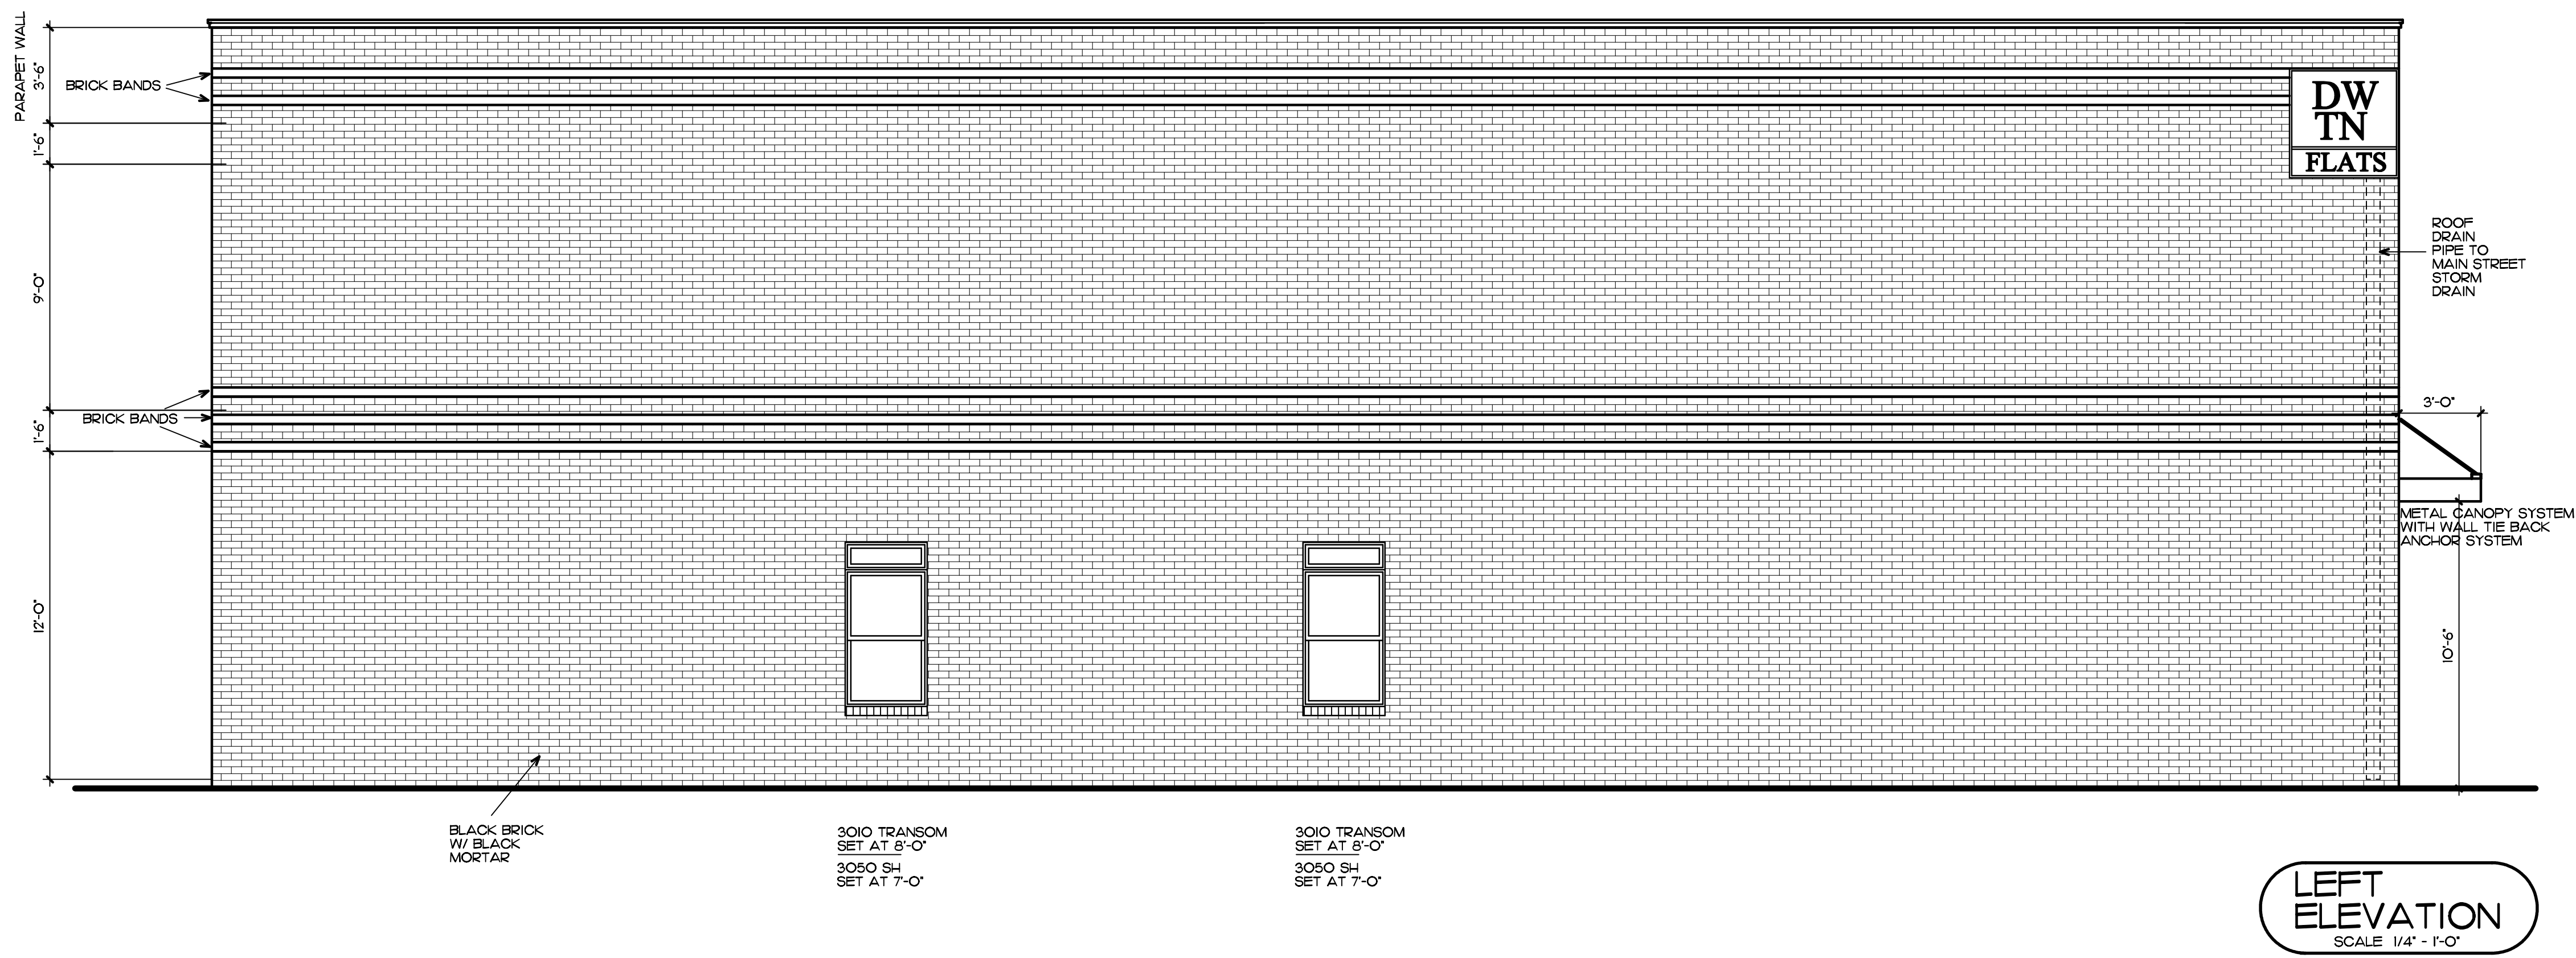 PARAPET WALL
3'-6"
BRICK BANDS
1'-6"
9'-0"
BRICK BANDS
1'-6"
12'-0"
DW
TN
FLATS
ROOF
DRAIN
PIPE TO
MAIN STREET
STORM
DRAIN
3'-0"
METAL CANOPY SYSTEM
WITH WALL TIE BACK
ANCHOR SYSTEM
10'-6"
BLACK BRICK
W/ BLACK
MORTAR
3010 TRANSOM
SET AT 8'-0"
3050 SH
SET AT 7'-0"
3010 TRANSOM
SET AT 8'-0"
3050 SH
SET AT 7'-0"
LEFT
ELEVATION
SCALE 1/4" - 1'-0"